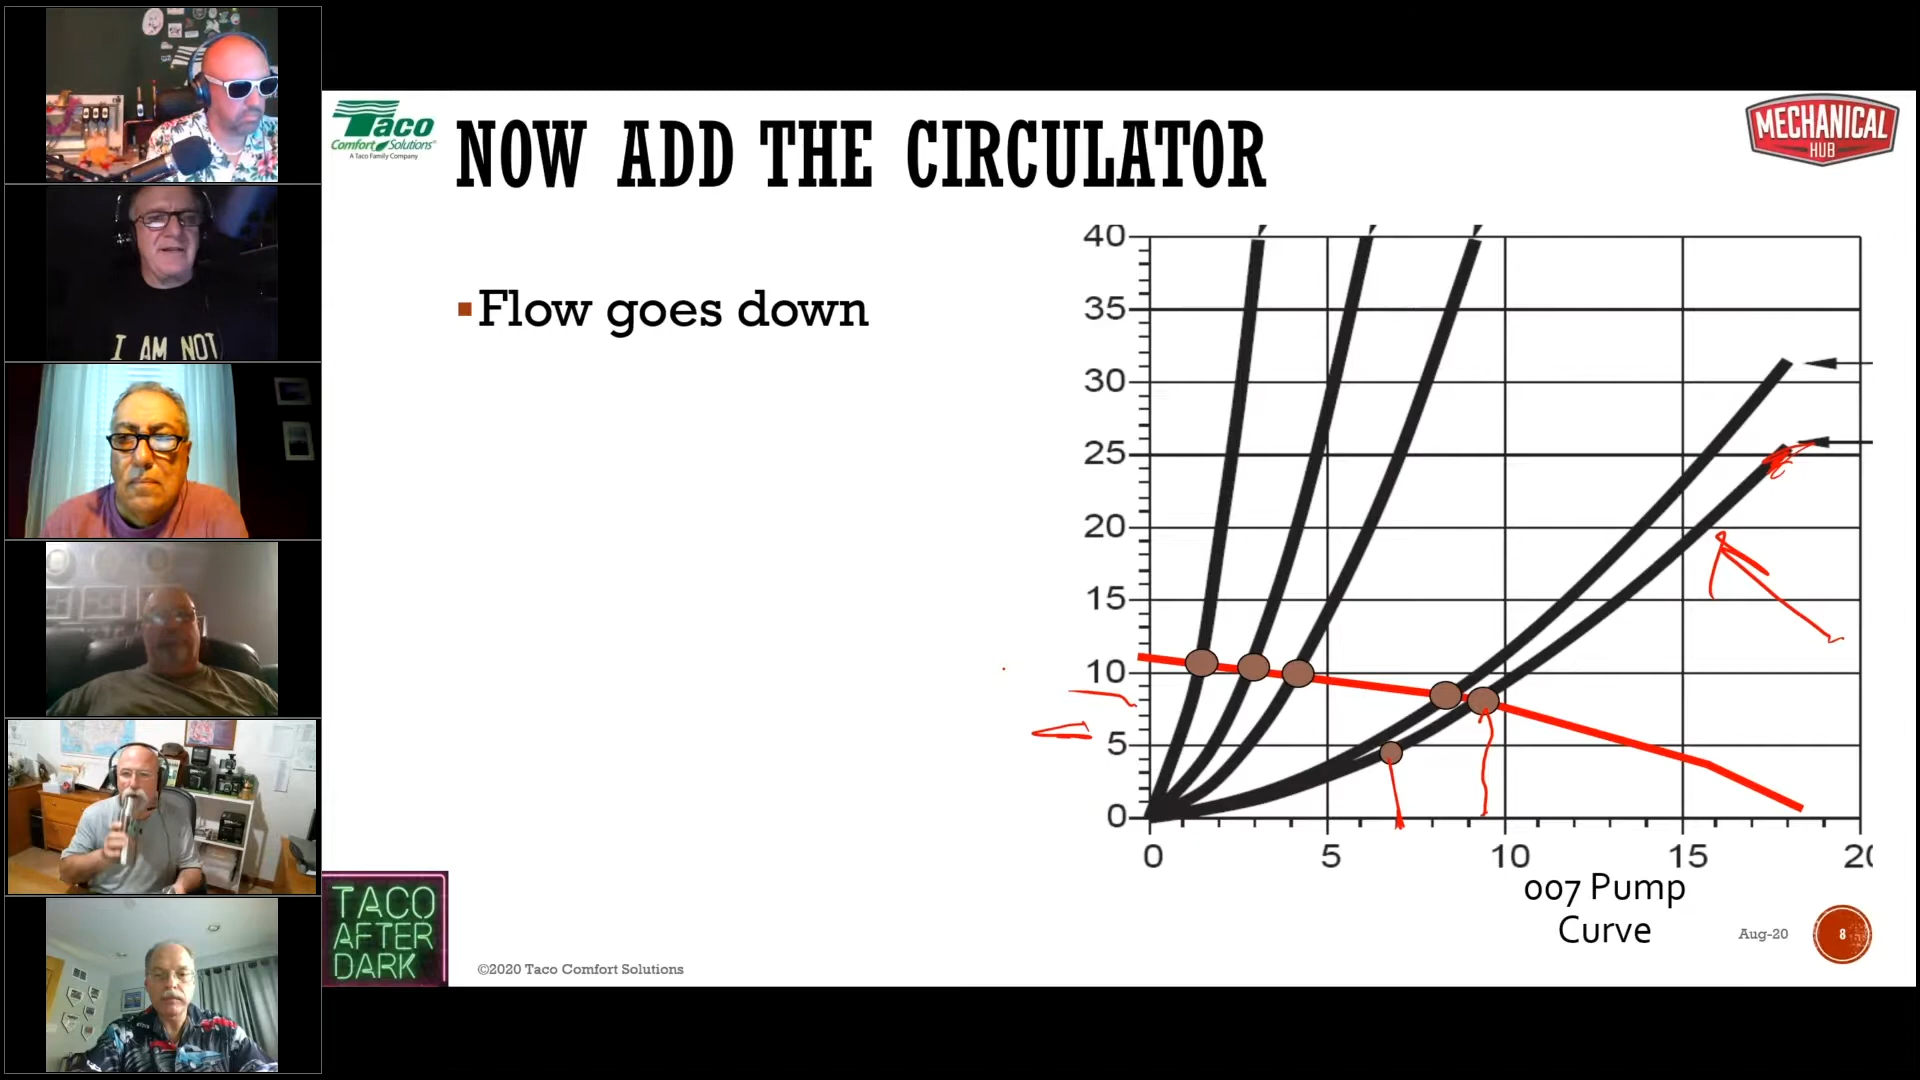 I AM NOT
Taco
Comfort Solutions®
A Taco Family Company
NOW ADD THE CIRCULATOR
MECHANICAL
HUB
Flow goes down
40
35
30
25
20
15
10
5
0
0 5 10 15 20
007 Pump
Curve
TACO
AFTER
DARK
©2020 Taco Comfort Solutions
Aug-20
8